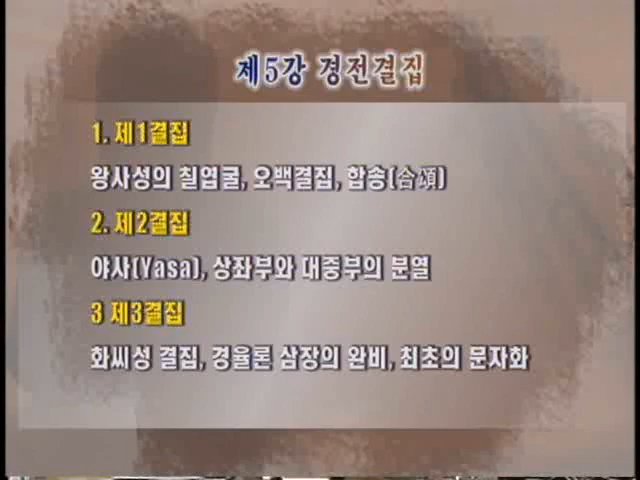 제5강 경전결집
1. 제1결집
왕사성의 칠엽굴, 오백결집, 합송(合頌)
2. 제2결집
야사(Yasa), 상좌부와 대중부의 분열
3 제3결집
화씨성 결집, 경율론 삼장의 완비, 최초의 문자화